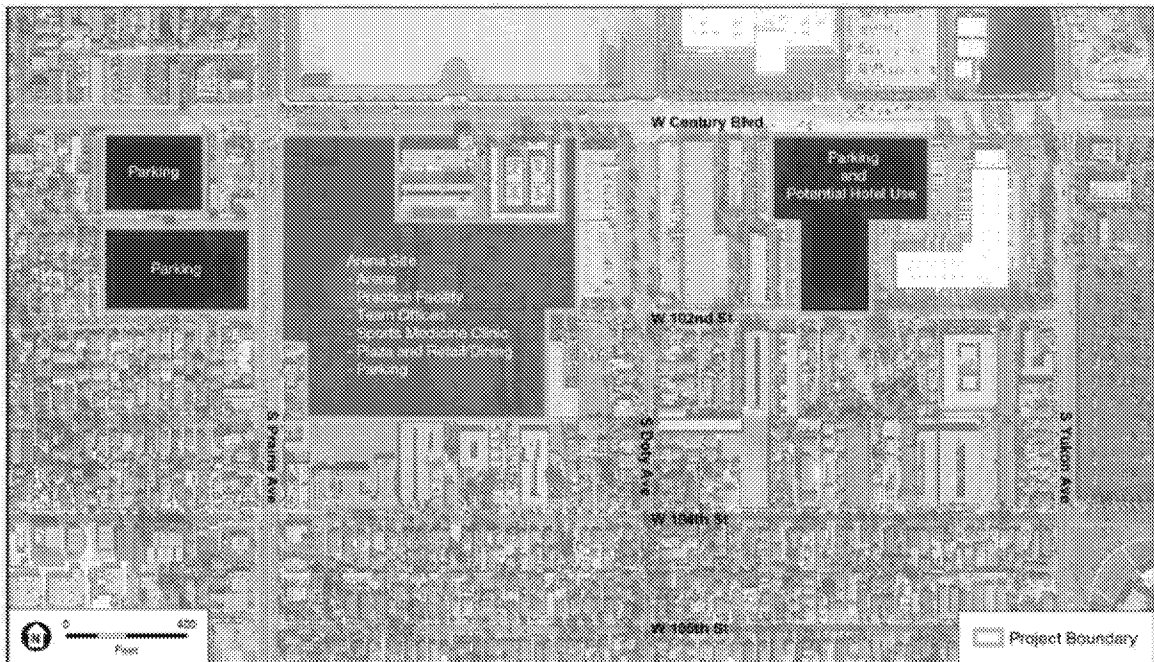 W Century Blvd
Parking
Parking
and
Potential Hotel Use
Parking
Arena Site
- Arena
- Practice Facility
- Team Offices
- Sports Medicine Clinic
- Plaza and Retail/Dining
- Parking
W 102nd St
S Prairie Ave
S Doty Ave
S Yukon Ave
W 104th St
W 105th St
N
0
400
Feet
Project Boundary